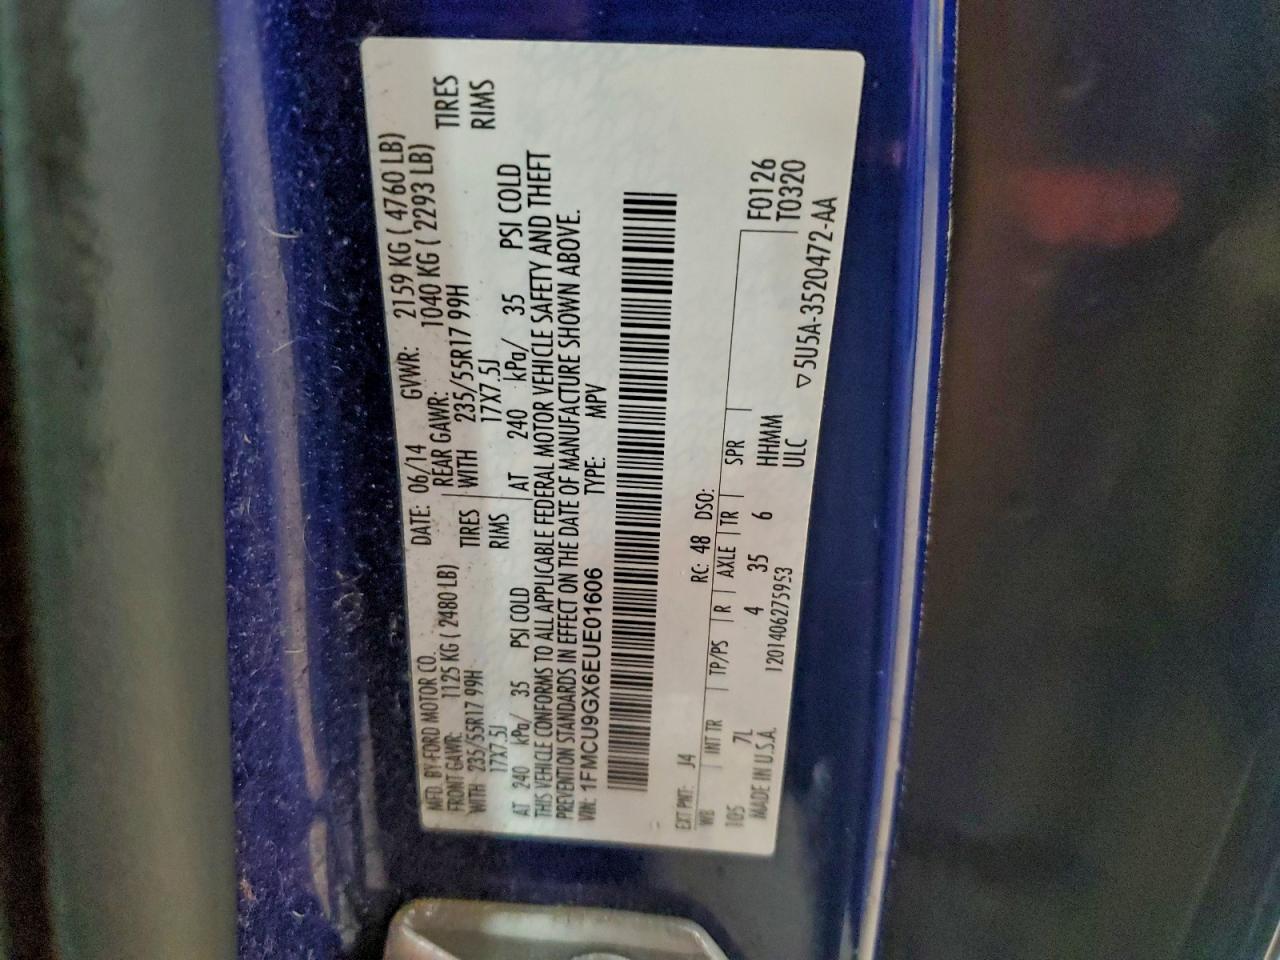 MFD. BY FORD MOTOR CO. DATE: 06/14 GVWR: 2159 KG ( 4760 LB)
FRONT GAWR: 1125 KG ( 2480 LB) REAR GAWR: 1040 KG ( 2293 LB)
WITH 235/55R17 99H TIRES WITH 235/55R17 99H TIRES
17X7.5J RIMS 17X7.5J RIMS
AT 240 kPa/ 35 PSI COLD AT 240 kPa/ 35 PSI COLD
THIS VEHICLE CONFORMS TO ALL APPLICABLE FEDERAL MOTOR VEHICLE SAFETY AND THEFT
PREVENTION STANDARDS IN EFFECT ON THE DATE OF MANUFACTURE SHOWN ABOVE.
VIN: 1FMCU9GX6EUE01606 TYPE: MPV
EXT PNT: J4 RC: 48 DSO: F0126
WB INT TR TP/PS R AXLE TR SPR T0320
105 7L 4 35 6 HHMM
MADE IN U.S.A. 1201406275953 ULC ▽5U5A-3520472-AA